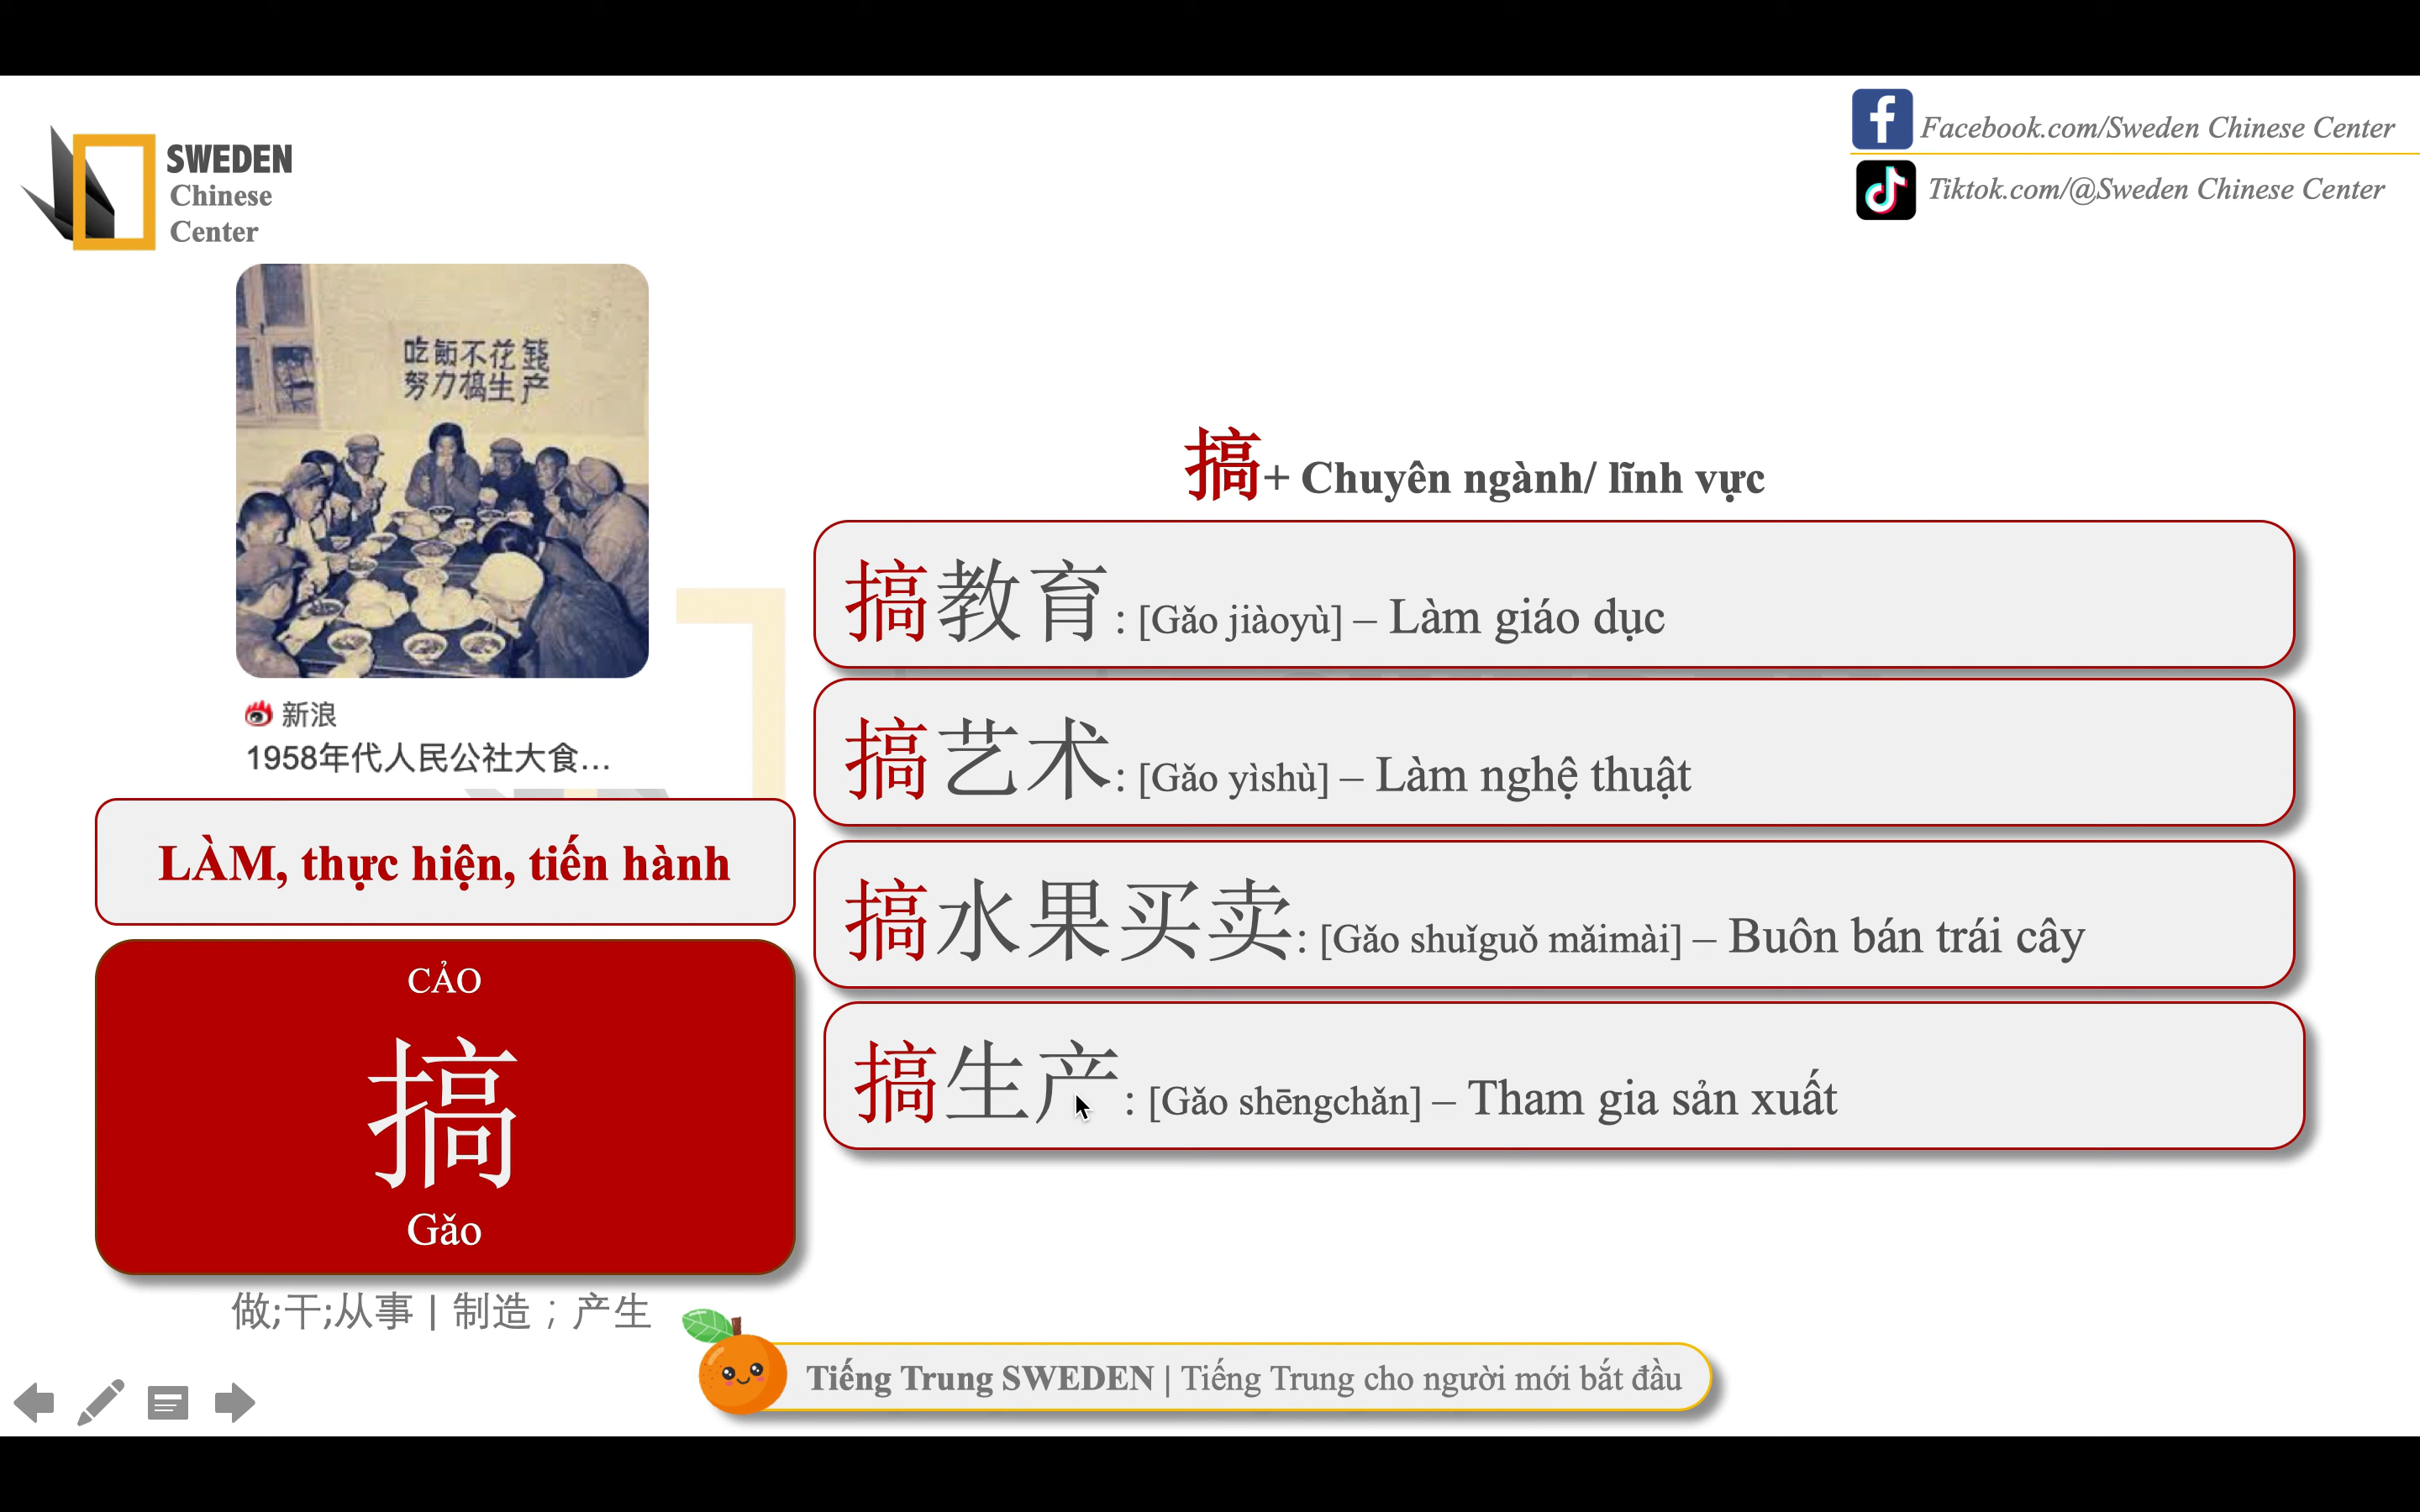 SWEDEN
Chinese
Center
Facebook.com/Sweden Chinese Center
Tiktok.com/@Sweden Chinese Center
吃飯不花錢
努力搞生产
新浪
1958年代人民公社大食...
LÀM, thực hiện, tiến hành
CẢO
搞
Gǎo
做;干;从事 | 制造；产生
搞+ Chuyên ngành/ lĩnh vực
搞教育: [Gǎo jiàoyù] – Làm giáo dục
搞艺术: [Gǎo yìshù] – Làm nghệ thuật
搞水果买卖: [Gǎo shuǐguǒ mǎimài] – Buôn bán trái cây
搞生产: [Gǎo shēngchǎn] – Tham gia sản xuất
Tiếng Trung SWEDEN | Tiếng Trung cho người mới bắt đầu